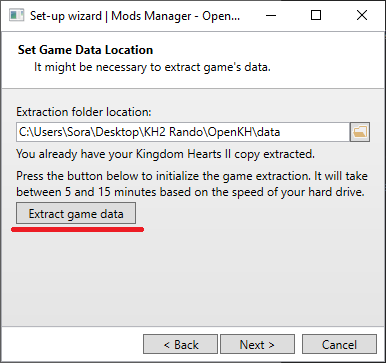 Set-up wizard | Mods Manager - Open...
Set Game Data Location
It might be necessary to extract game's data.
Extraction folder location:
C:\Users\Sora\Desktop\KH2 Rando\OpenKH\data
You already have your Kingdom Hearts II copy extracted.
Press the button below to initialize the game extraction. It will take
between 5 and 15 minutes based on the speed of your hard drive.
Extract game data
< Back
Next >
Cancel